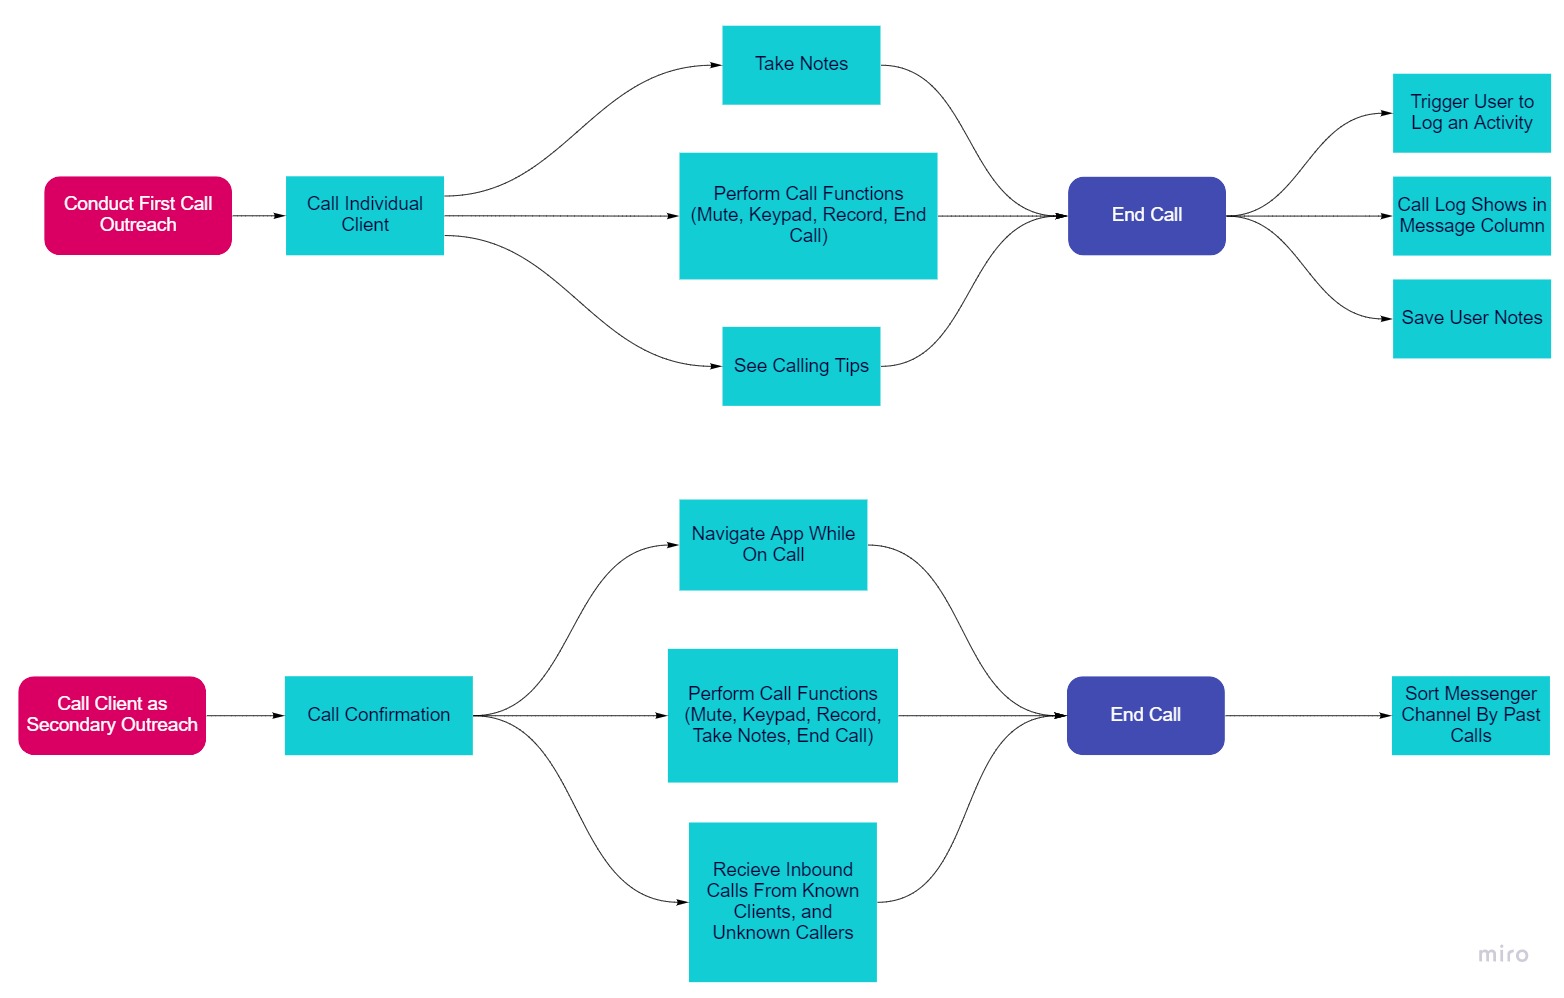 Conduct First Call
Outreach
Call Individual
Client
Take Notes
Perform Call Functions
(Mute, Keypad, Record, End
Call)
See Calling Tips
End Call
Trigger User to
Log an Activity
Call Log Shows in
Message Column
Save User Notes
Call Client as
Secondary Outreach
Call Confirmation
Navigate App While
On Call
Perform Call Functions
(Mute, Keypad, Record,
Take Notes, End Call)
Recieve Inbound
Calls From Known
Clients, and
Unknown Callers
End Call
Sort Messenger
Channel By Past
Calls
miro